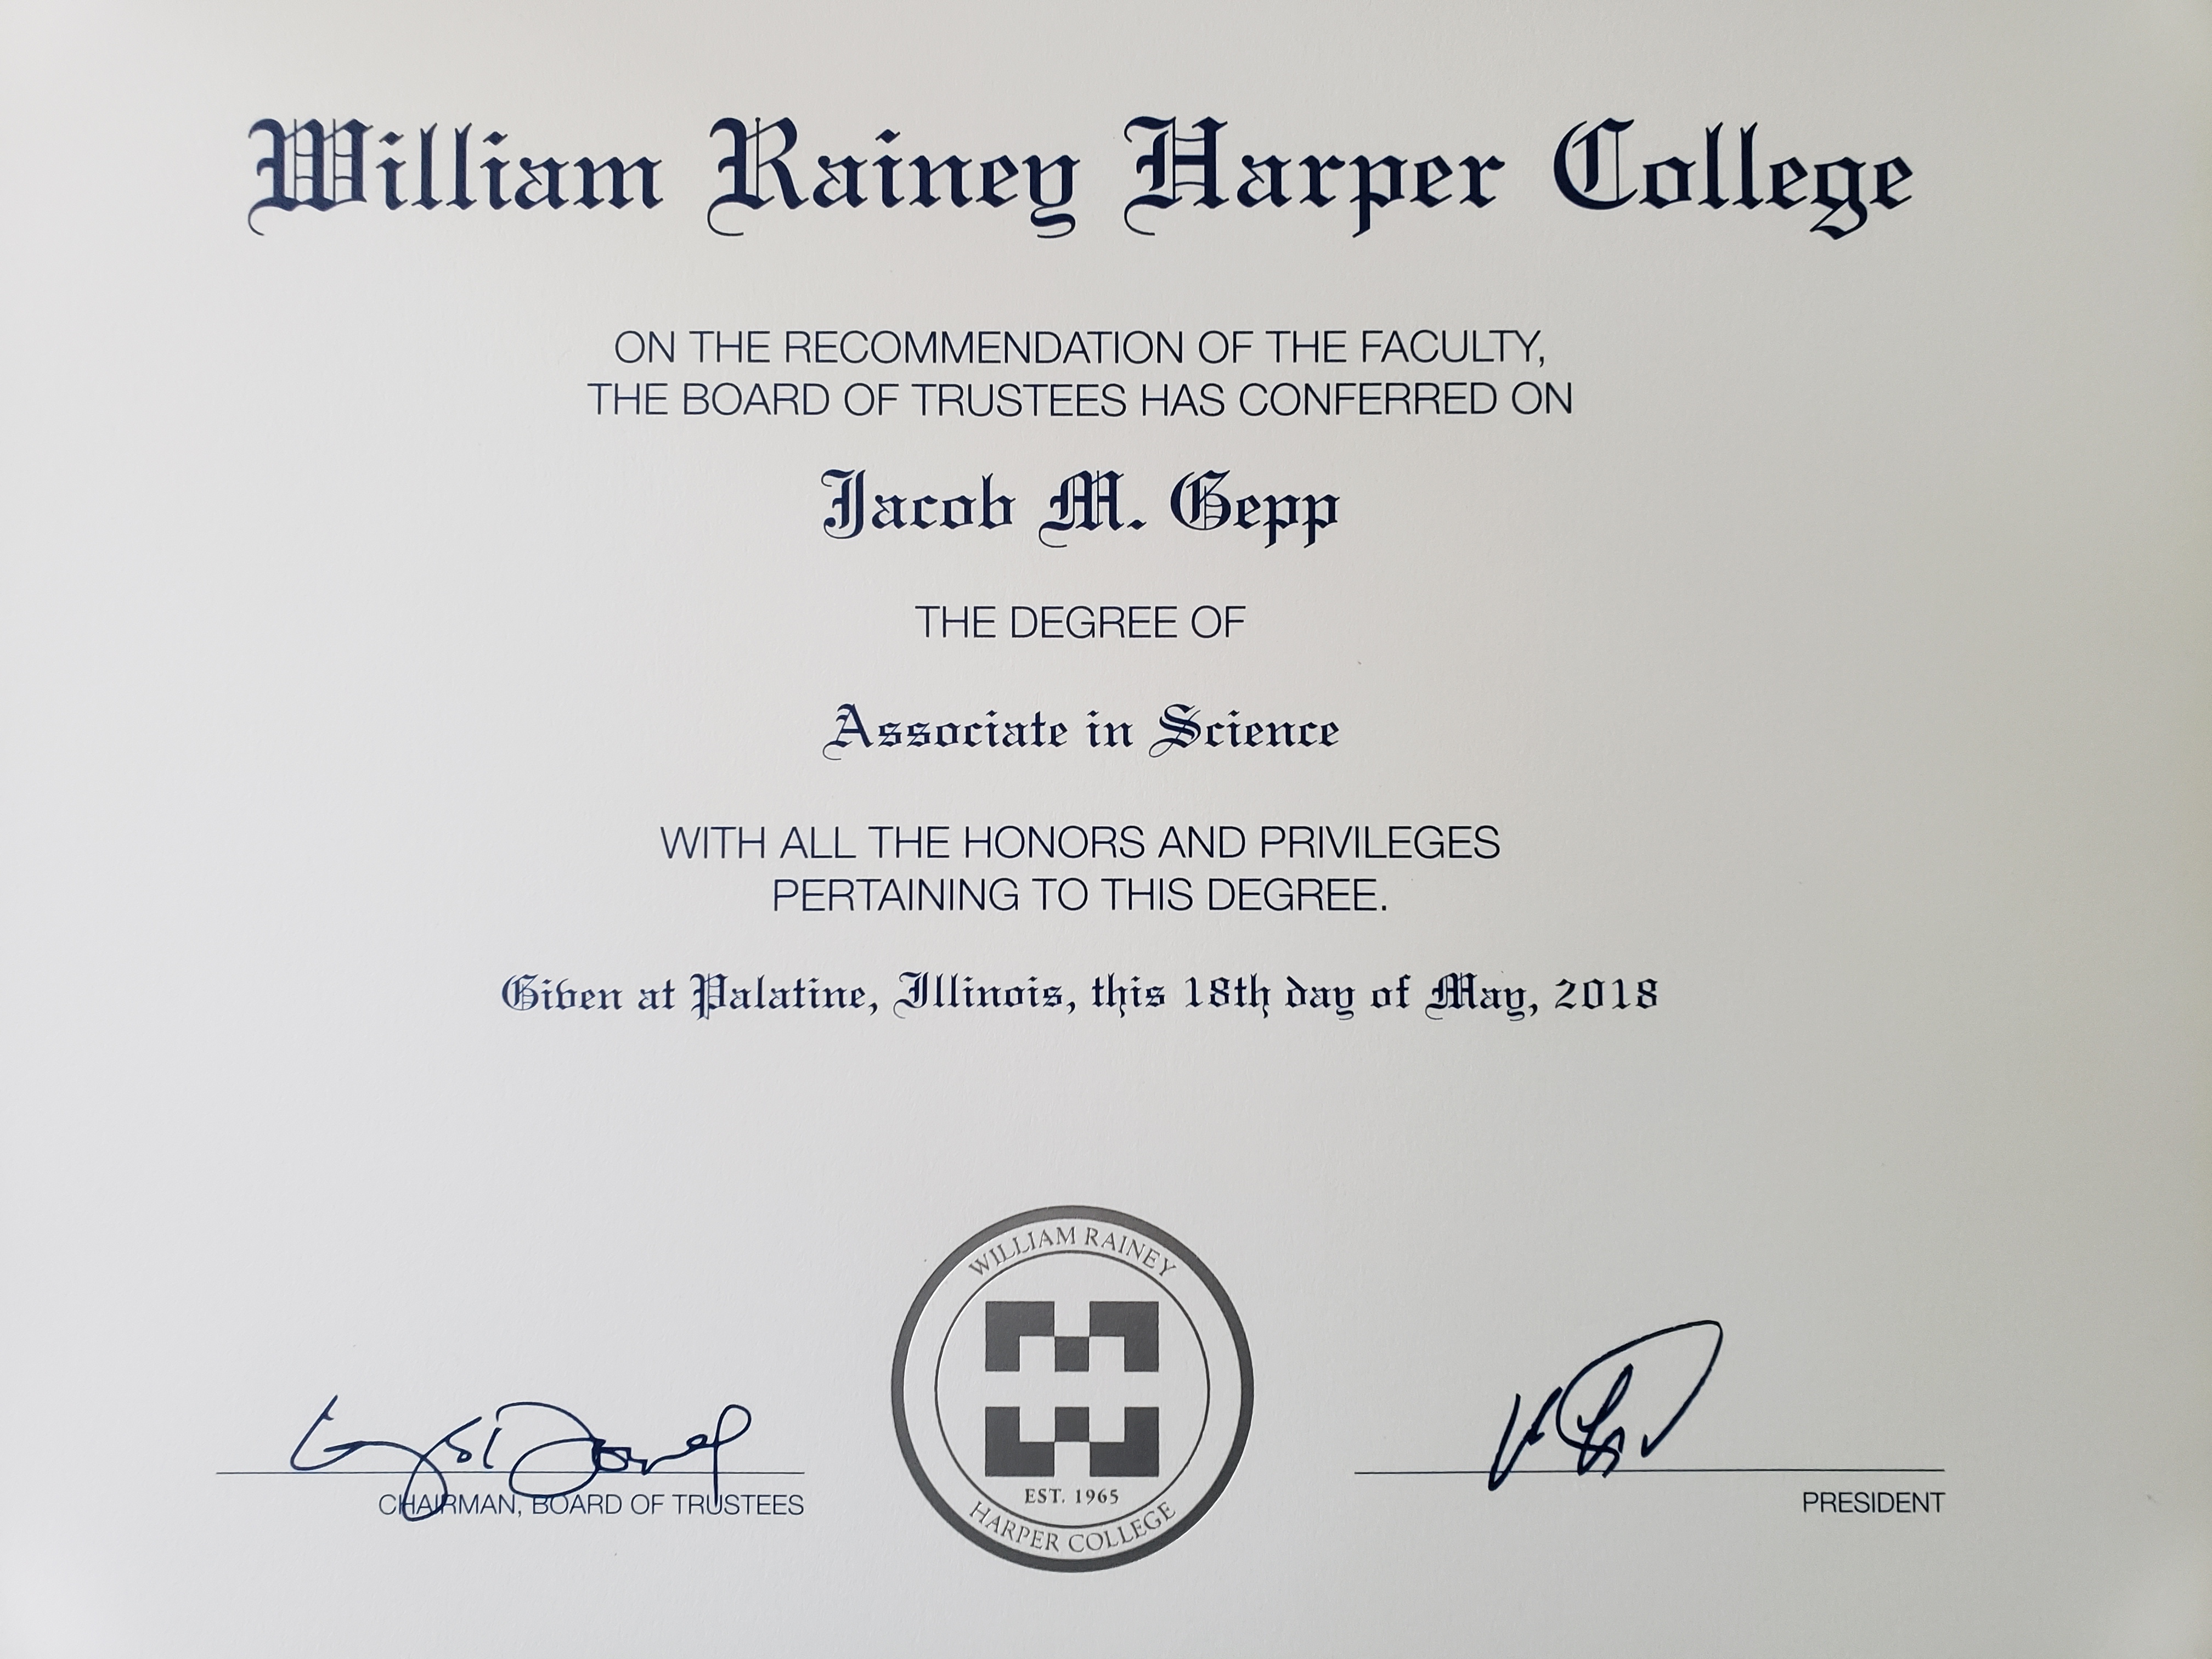 William Rainey Harper College
ON THE RECOMMENDATION OF THE FACULTY,
THE BOARD OF TRUSTEES HAS CONFERRED ON
Jacob M. Gepp
THE DEGREE OF
Associate in Science
WITH ALL THE HONORS AND PRIVILEGES
PERTAINING TO THIS DEGREE.
Given at Palatine, Illinois, this 18th day of May, 2018
WILLIAM RAINEY
EST. 1965
HARPER COLLEGE
CHAIRMAN, BOARD OF TRUSTEES
PRESIDENT